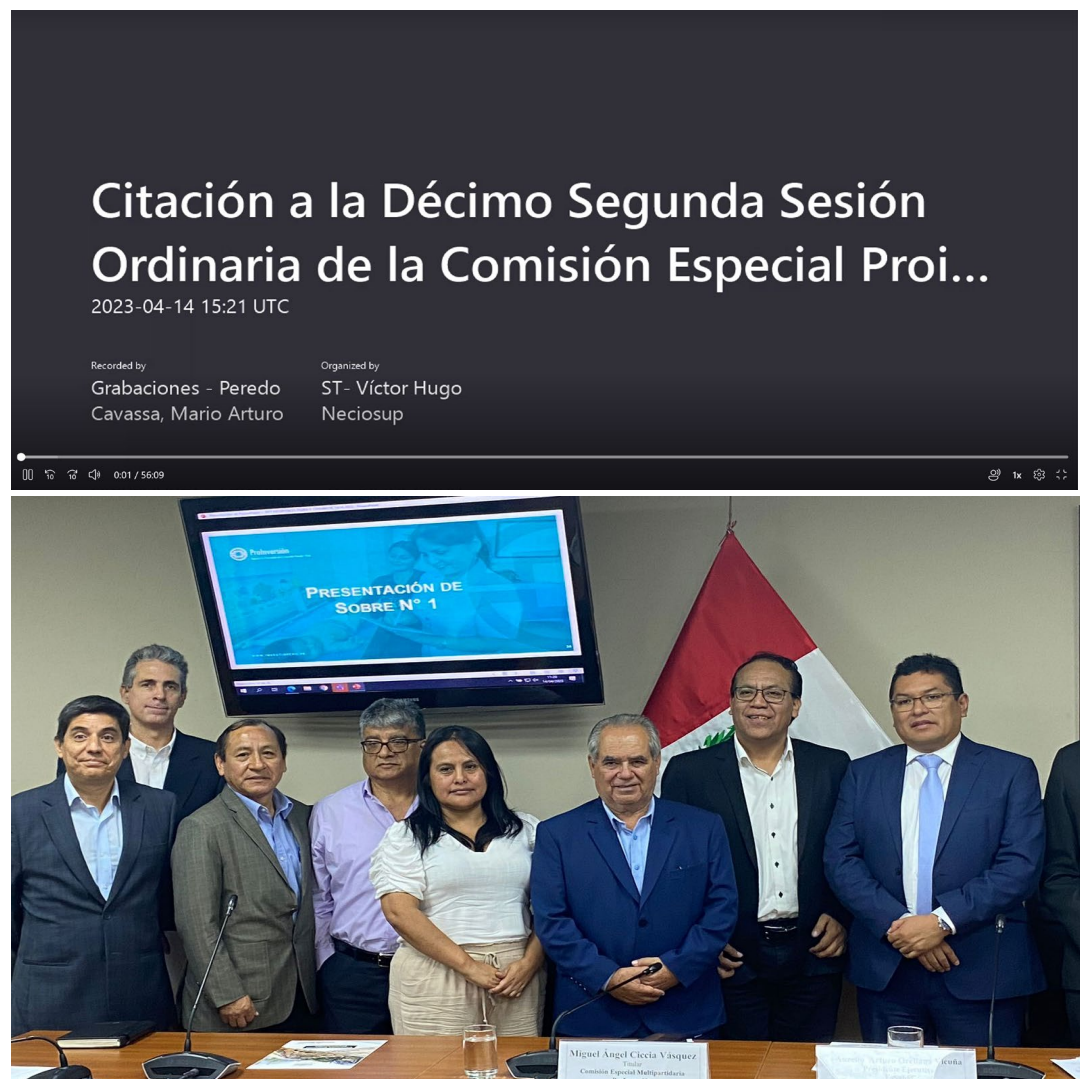 Citación a la Décimo Segunda Sesión
Ordinaria de la Comisión Especial Proi...
2023-04-14 15:21 UTC
Recorded by
Organized by
Grabaciones - Peredo
ST- Víctor Hugo
Cavassa, Mario Arturo
Neciosup
0:01 / 56:09
1x
ProInversión
PRESENTACIÓN DE
SOBRE N° 1
Miguel Ángel Ciccia Vásquez
Titular
Comisión Especial Multipartidaria